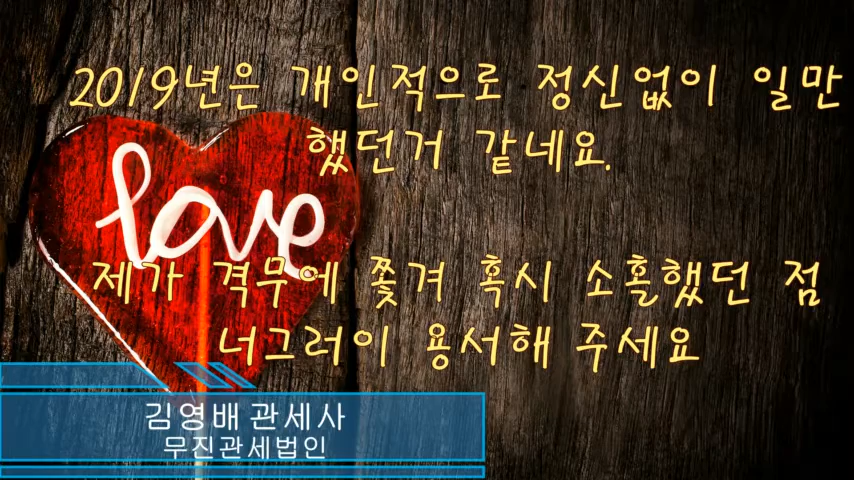 2019년은 개인적으로 정신없이 일만
했던거 같네요.
love
제가 격무에 쫓겨 혹시 소홀했던 점
너그러이 용서해 주세요
김영배 관세사
무진관세법인